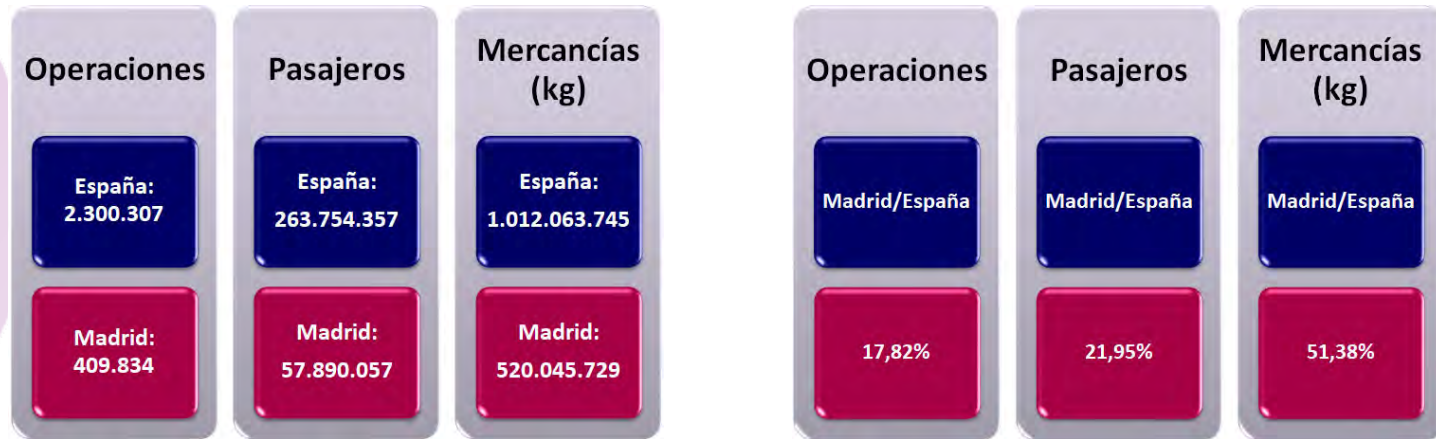 Operaciones
España:
2.300.307
Madrid:
409.834
Pasajeros
España:
263.754.357
Madrid:
57.890.057
Mercancías
(kg)
España:
1.012.063.745
Madrid:
520.045.729
Operaciones
Madrid/España
17,82%
Pasajeros
Madrid/España
21,95%
Mercancías
(kg)
Madrid/España
51,38%